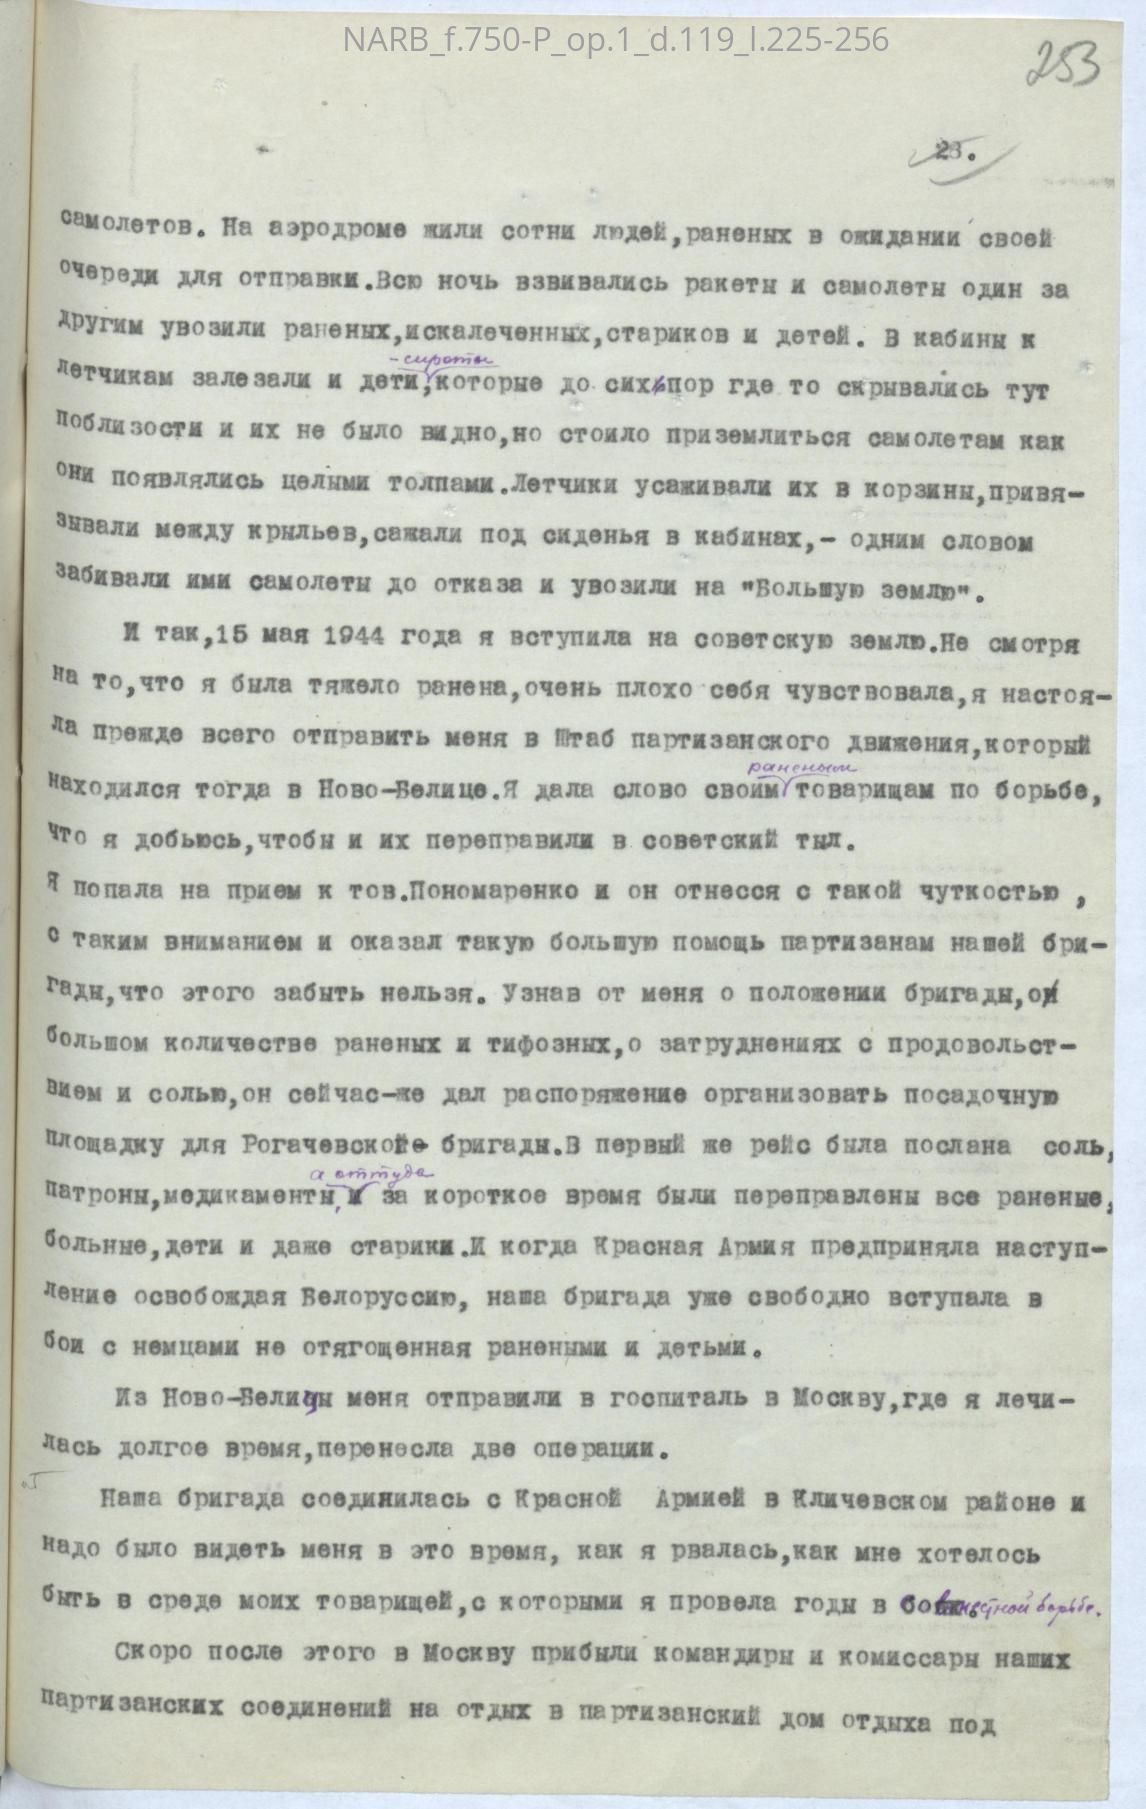 NARB_f.750-P_op.1_d.119_l.225-256
253
23.
самолетов. На аэродроме жили сотни людей,раненых в ожидании своей
очереди для отправки.Всю ночь взвивались ракеты и самолеты один за
другим увозили раненых,искалеченных,стариков и детей. В кабины к
-сироты
летчикам залезали и дети,которые до сих пор где то скрывались тут
поблизости и их не было видно,но стоило приземлиться самолетам как
они появлялись целыми толпами.Летчики усаживали их в корзины,привя-
зывали между крыльев,сажали под сиденья в кабинах,- одним словом
забивали ими самолеты до отказа и увозили на "Большую землю".
И так,15 мая 1944 года я вступила на советскую землю.Не смотря
на то,что я была тяжело ранена,очень плохо себя чувствовала,я настоя-
ла прежде всего отправить меня в Штаб партизанского движения,который
раненым
находился тогда в Ново-Белице.Я дала слово своим товарищам по борьбе,
что я добьюсь,чтобы и их переправили в советский тыл.
Я попала на прием к тов.Пономаренко и он отнесся с такой чуткостью ,
с таким вниманием и оказал такую большую помощь партизанам нашей бри-
гады,что этого забыть нельзя. Узнав от меня о положении бригады,о
большом количестве раненых и тифозных,о затруднениях с продовольст-
вием и солью,он сейчас-же дал распоряжение организовать посадочную
площадку для Рогачевской бригады.В первый же рейс была послана соль,
а оттуда
патроны,медикаменты, за короткое время были переправлены все раненые,
больные,дети и даже старики.И когда Красная Армия предприняла наступ-
ление освобождая Белоруссию, наша бригада уже свободно вступала в
бои с немцами не отягощенная ранеными и детьми.
Из Ново-Белицы меня отправили в госпиталь в Москву,где я лечи-
лась долгое время,перенесла две операции.
Наша бригада соединилась с Красной Армией в Кличевском районе и
надо было видеть меня в это время, как я рвалась,как мне хотелось
быть в среде моих товарищей,с которыми я провела годы в совместной борьбе.
Скоро после этого в Москву прибыли командиры и комиссары наших
партизанских соединений на отдых в партизанский дом отдыха под